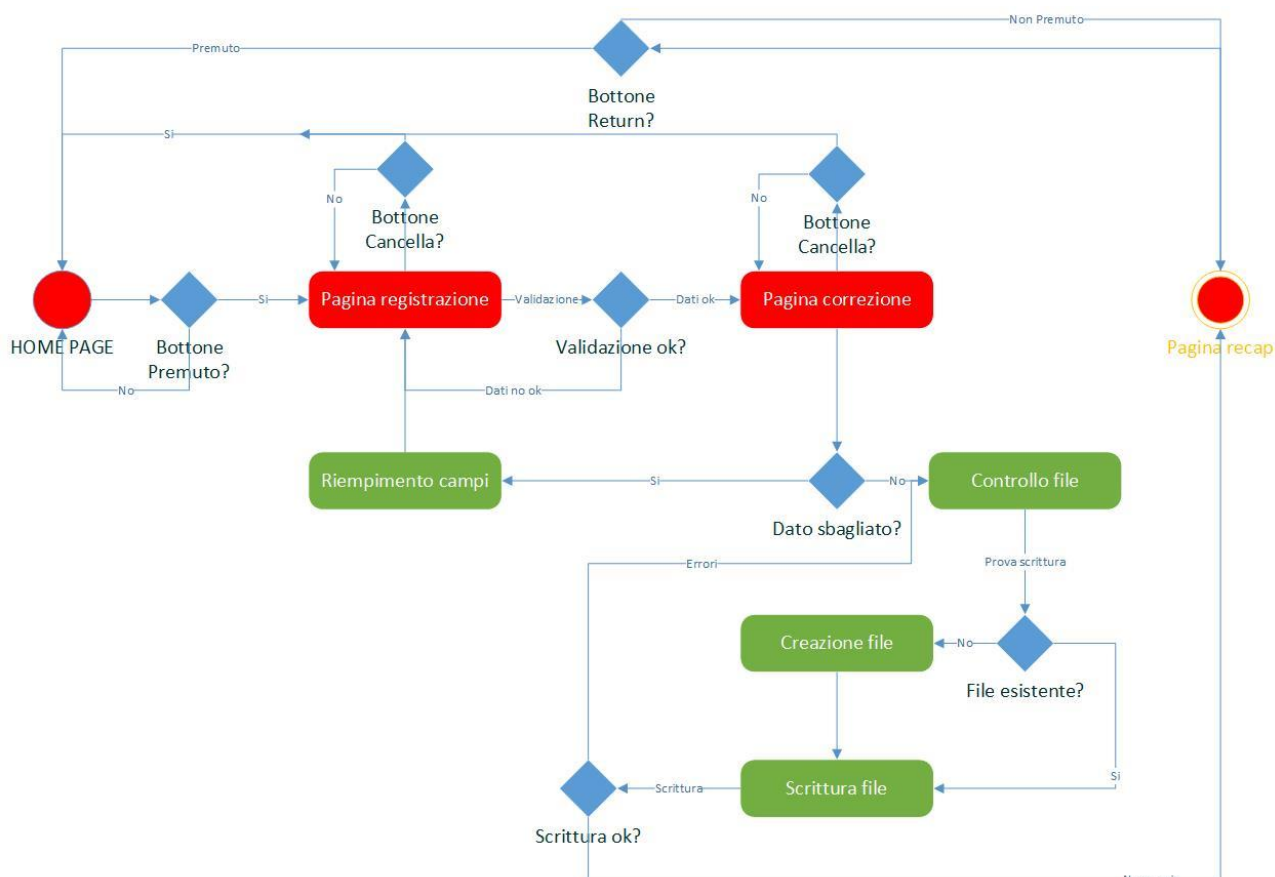 Non Premuto
Premuto
Bottone
Return?
Si
No
Bottone
Cancella?
No
Bottone
Cancella?
HOME PAGE
Bottone
Premuto?
Si
Pagina registrazione
Validazione
Validazione ok?
Dati ok
Pagina correzione
Pagina recap
No
Dati no ok
Riempimento campi
Si
Dato sbagliato?
No
Controllo file
Errori
Prova scrittura
Creazione file
No
File esistente?
Si
Scrittura file
Scrittura
Scrittura ok?